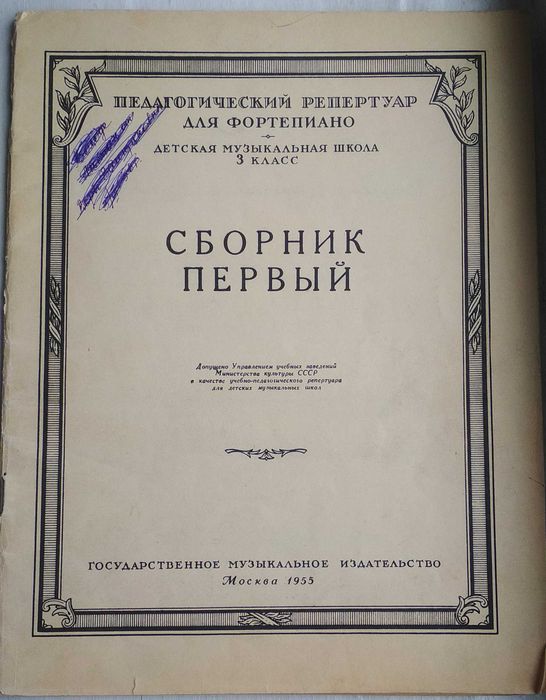 ПЕДАГОГИЧЕСКИЙ РЕПЕРТУАР
ДЛЯ ФОРТЕПИАНО
ДЕТСКАЯ МУЗЫКАЛЬНАЯ ШКОЛА
3 КЛАСС
СБОРНИК
ПЕРВЫЙ
Допущено Управлением учебных заведений
Министерства культуры СССР
в качестве учебно-педагогического репертуара
для детских музыкальных школ
ГОСУДАРСТВЕННОЕ МУЗЫКАЛЬНОЕ ИЗДАТЕЛЬСТВО
Москва 1955